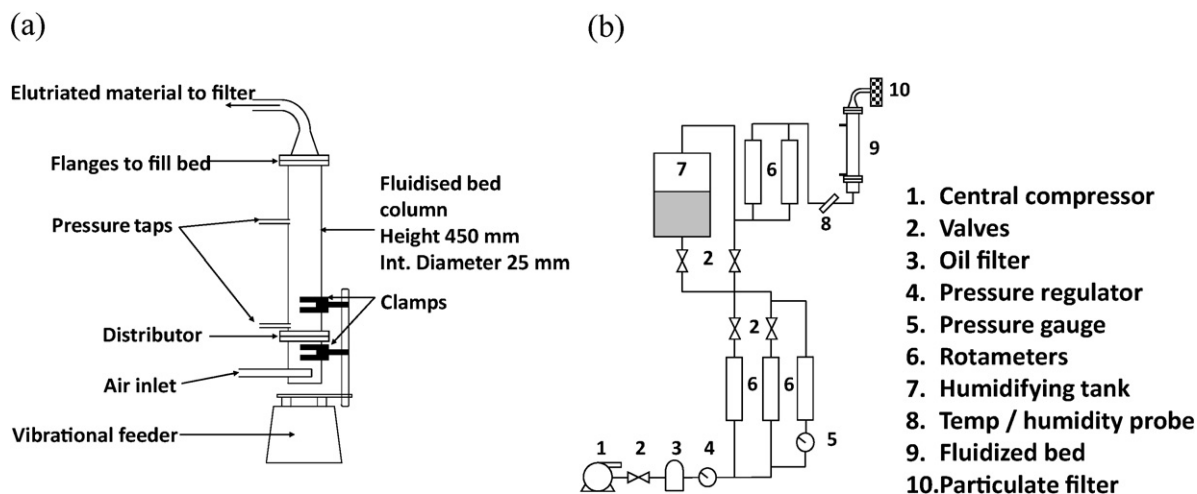 (a)
Elutriated material to filter
Flanges to fill bed
Pressure taps
Fluidised bed
column
Height 450 mm
Int. Diameter 25 mm
Clamps
Distributor
Air inlet
Vibrational feeder
(b)
10
7
6
9
8
2
2
6
6
5
1
2
3
4
1. Central compressor
2. Valves
3. Oil filter
4. Pressure regulator
5. Pressure gauge
6. Rotameters
7. Humidifying tank
8. Temp / humidity probe
9. Fluidized bed
10.Particulate filter